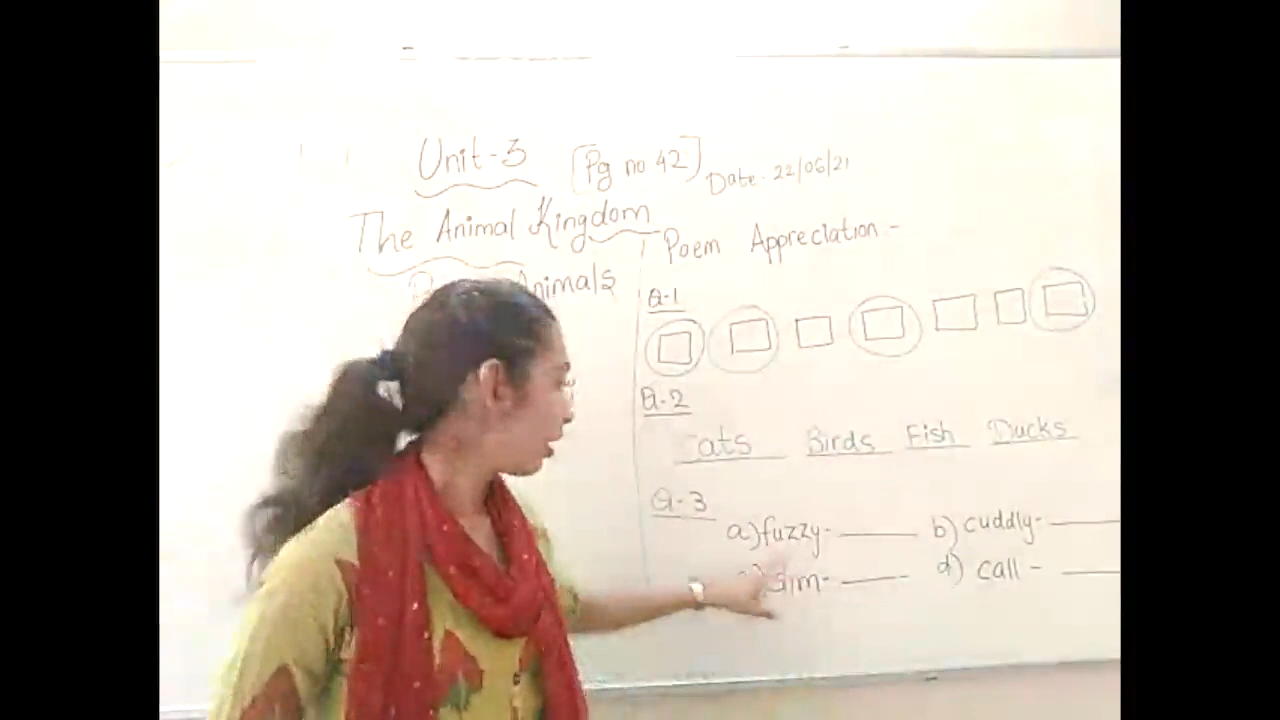 Unit-3 [Pg no 42] Date. 22/06/21
The Animal Kingdom
Animals
Poem Appreciation -
Q-1
Q-2
Cats Birds Fish Ducks
Q-3
a) fuzzy- b) cuddly-
d) call -